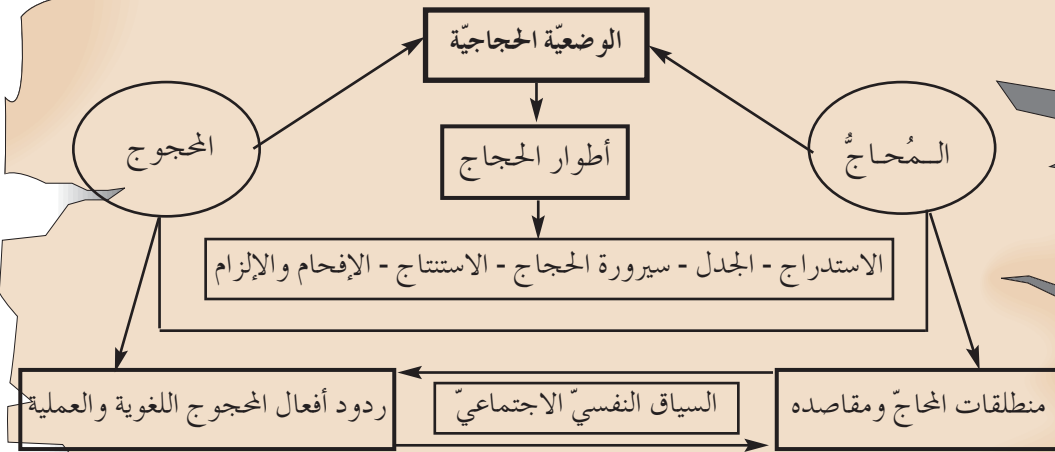 الوضعيّة الحجاجيّة
الـمُحـاجُّ
أطوار الحجاج
المحجوج
الاستدراج - الجدل - سيرورة الحجاج - الاستنتاج - الإفحام والإلزام
منطلقات المحاجّ ومقاصده
السياق النفسيّ الاجتماعيّ
ردود أفعال المحجوج اللغوية والعملية